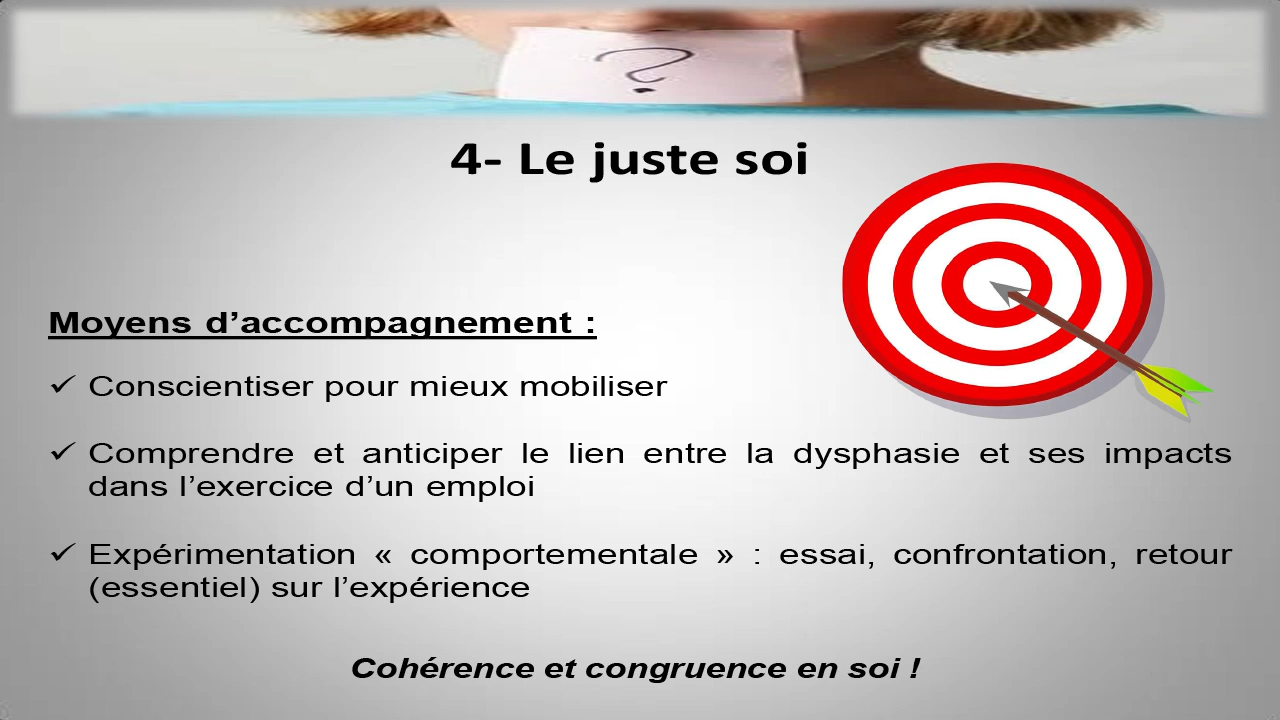 ?
4- Le juste soi
Moyens d’accompagnement :
✓ Conscientiser pour mieux mobiliser
✓ Comprendre et anticiper le lien entre la dysphasie et ses impacts
dans l’exercice d’un emploi
✓ Expérimentation « comportementale » : essai, confrontation, retour
(essentiel) sur l’expérience
Cohérence et congruence en soi !